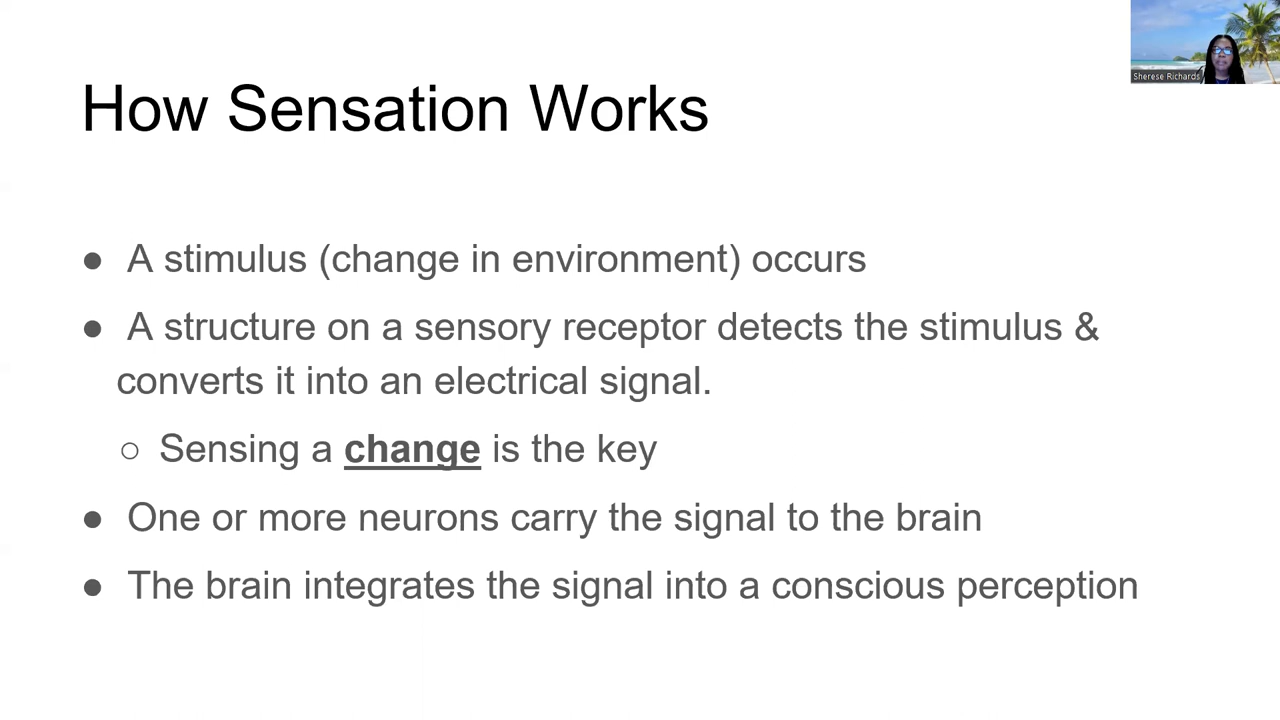 Sherese Richards
How Sensation Works
● A stimulus (change in environment) occurs
● A structure on a sensory receptor detects the stimulus &
converts it into an electrical signal.
○ Sensing a change is the key
● One or more neurons carry the signal to the brain
● The brain integrates the signal into a conscious perception